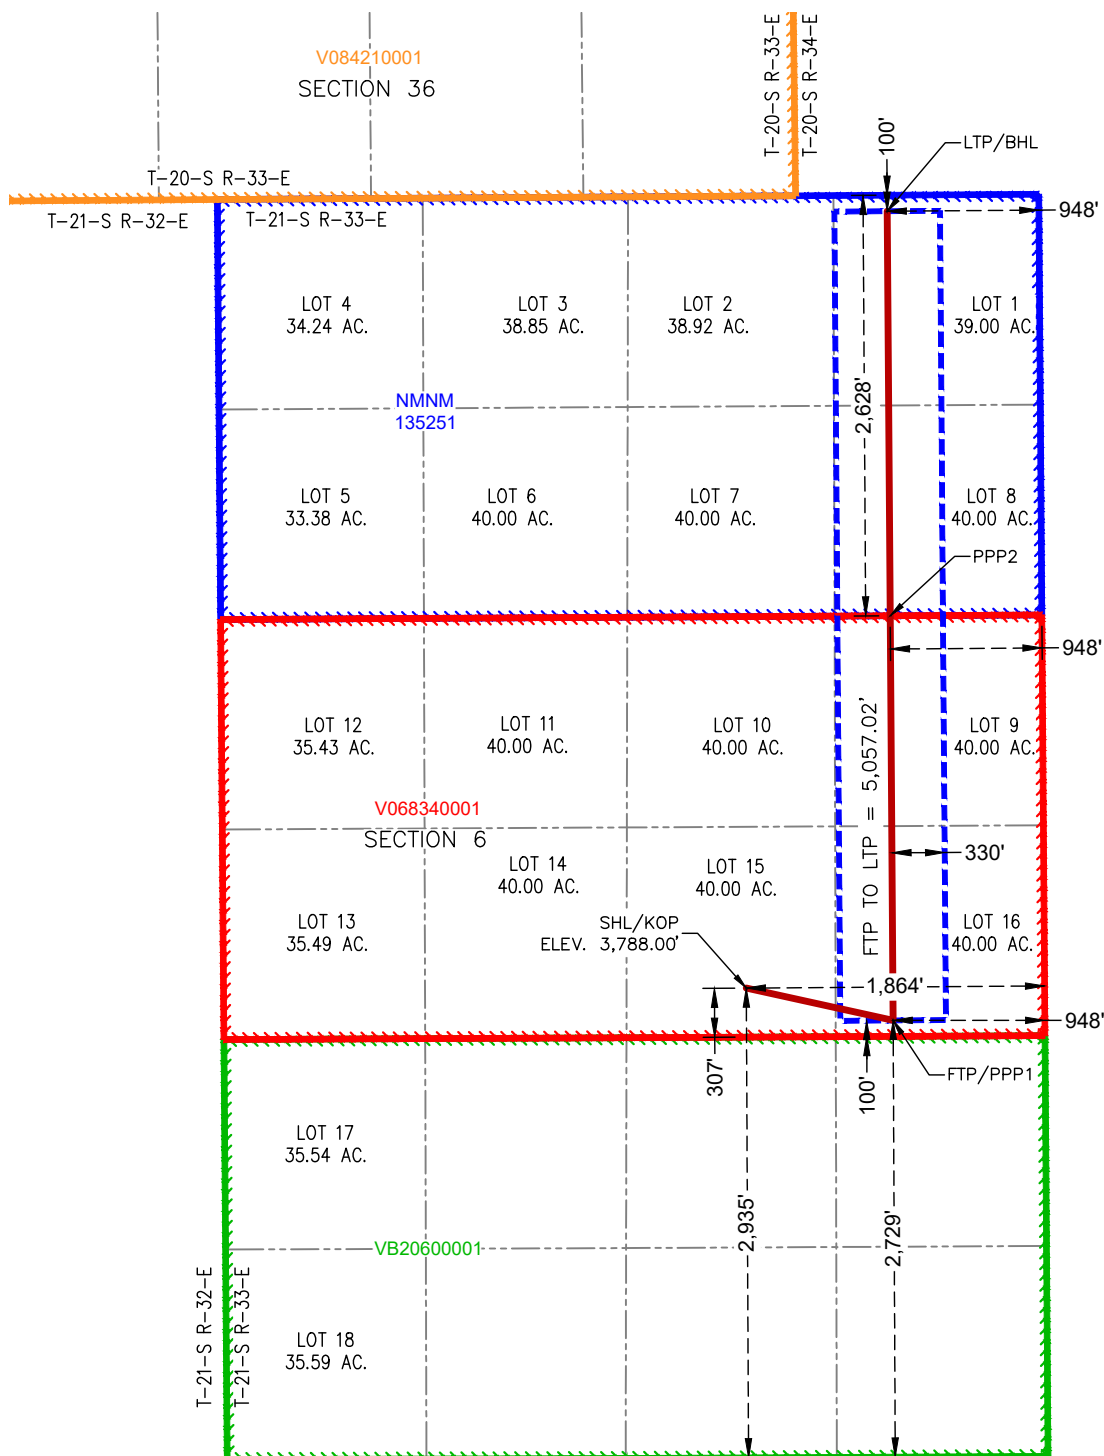 V084210001
SECTION 36
T-20-S R-33-E
T-20-S R-34-E
100'
LTP/BHL
T-20-S R-33-E
T-21-S R-32-E
T-21-S R-33-E
948'
LOT 4
34.24 AC.
LOT 3
38.85 AC.
LOT 2
38.92 AC.
LOT 1
39.00 AC.
NMNM
135251
2,628'
LOT 5
33.38 AC.
LOT 6
40.00 AC.
LOT 7
40.00 AC.
LOT 8
40.00 AC.
PPP2
948'
LOT 12
35.43 AC.
LOT 11
40.00 AC.
LOT 10
40.00 AC.
LOT 9
40.00 AC.
FTP TO LTP = 5,057.02'
V068340001
SECTION 6
330'
LOT 14
40.00 AC.
LOT 15
40.00 AC.
LOT 13
35.49 AC.
SHL/KOP
ELEV. 3,788.00'
LOT 16
40.00 AC.
1,864'
948'
307'
100'
FTP/PPP1
LOT 17
35.54 AC.
2,935'
2,729'
VB20600001
T-21-S R-32-E
T-21-S R-33-E
LOT 18
35.59 AC.